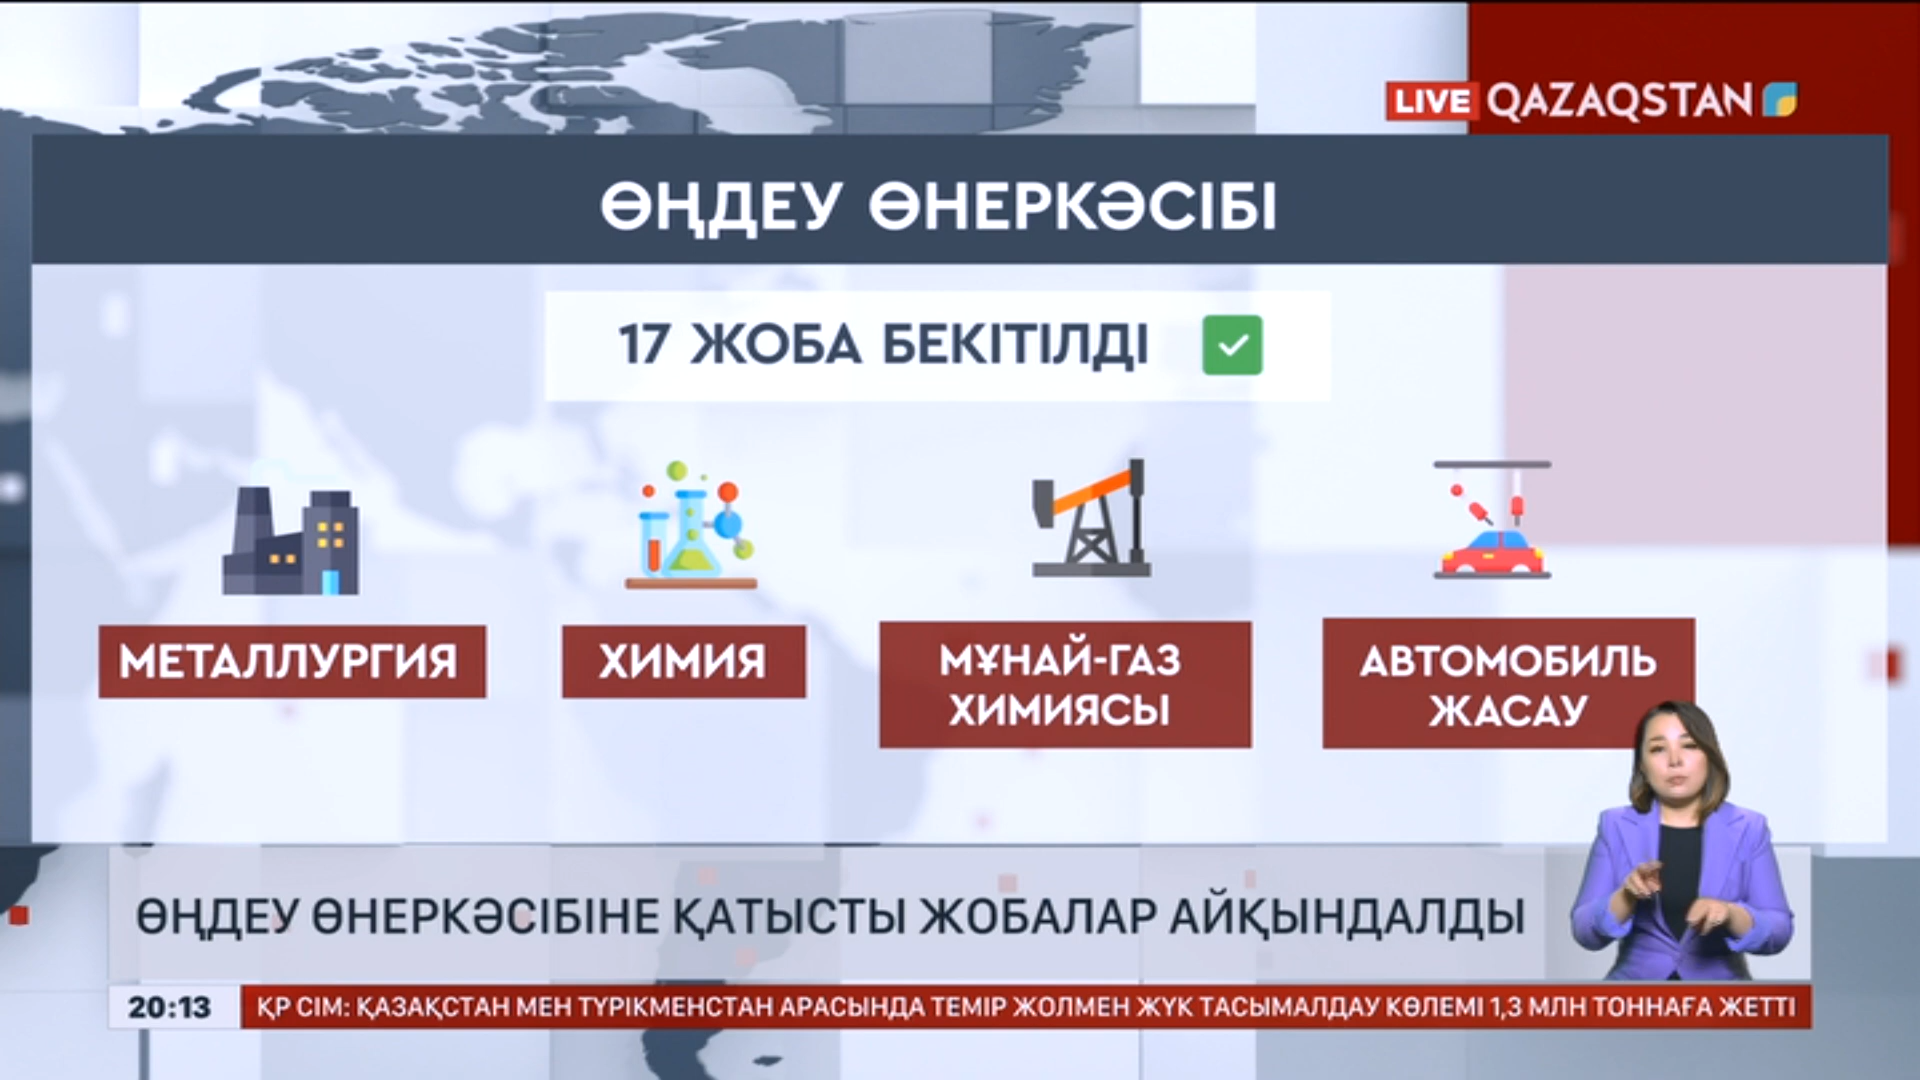 LIVE QAZAQSTAN
ӨҢДЕУ ӨНЕРКӘСІБІ
17 ЖОБА БЕКІТІЛДІ
МЕТАЛЛУРГИЯ
ХИМИЯ
МҰНАЙ-ГАЗ
ХИМИЯСЫ
АВТОМОБИЛЬ
ЖАСАУ
ӨҢДЕУ ӨНЕРКӘСІБІНЕ ҚАТЫСТЫ ЖОБАЛАР АЙҚЫНДАЛДЫ
20:13 ҚР СІМ: ҚАЗАҚСТАН МЕН ТҮРІКМЕНСТАН АРАСЫНДА ТЕМІР ЖОЛМЕН ЖҮК ТАСЫМАЛДАУ КӨЛЕМІ 1,3 МЛН ТОННАҒА ЖЕТТІ